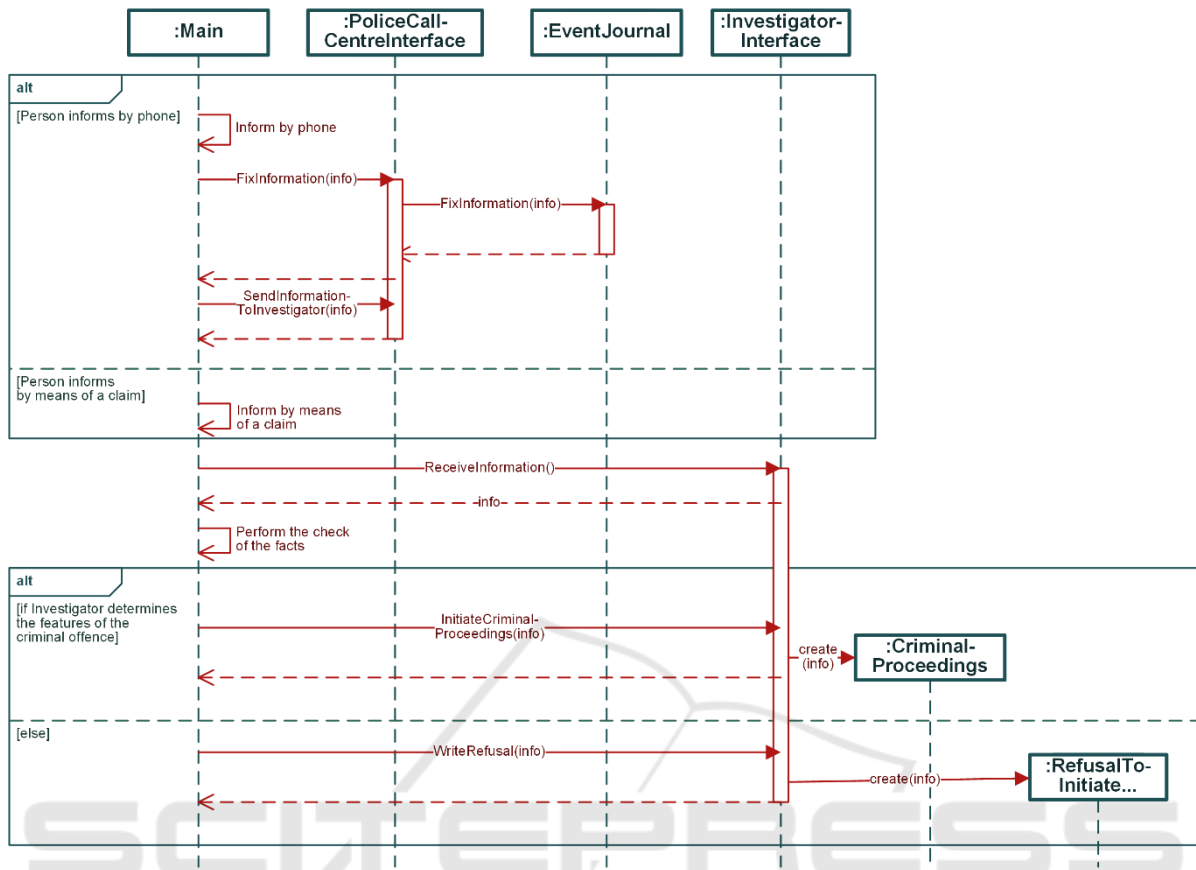 :Main
:PoliceCall-
CentreInterface
:EventJournal
:Investigator-
Interface
alt
[Person informs by phone]
Inform by phone
FixInformation(info)
FixInformation(info)
SendInformation-
ToInvestigator(info)
[Person informs
by means of a claim]
Inform by means
of a claim
ReceiveInformation()
info
Perform the check
of the facts
alt
[if Investigator determines
the features of the
criminal offence]
InitiateCriminal-
Proceedings(info)
create
(info)
:Criminal-
Proceedings
[else]
WriteRefusal(info)
create(info)
:RefusalTo-
Initiate...
SCITEPRESS